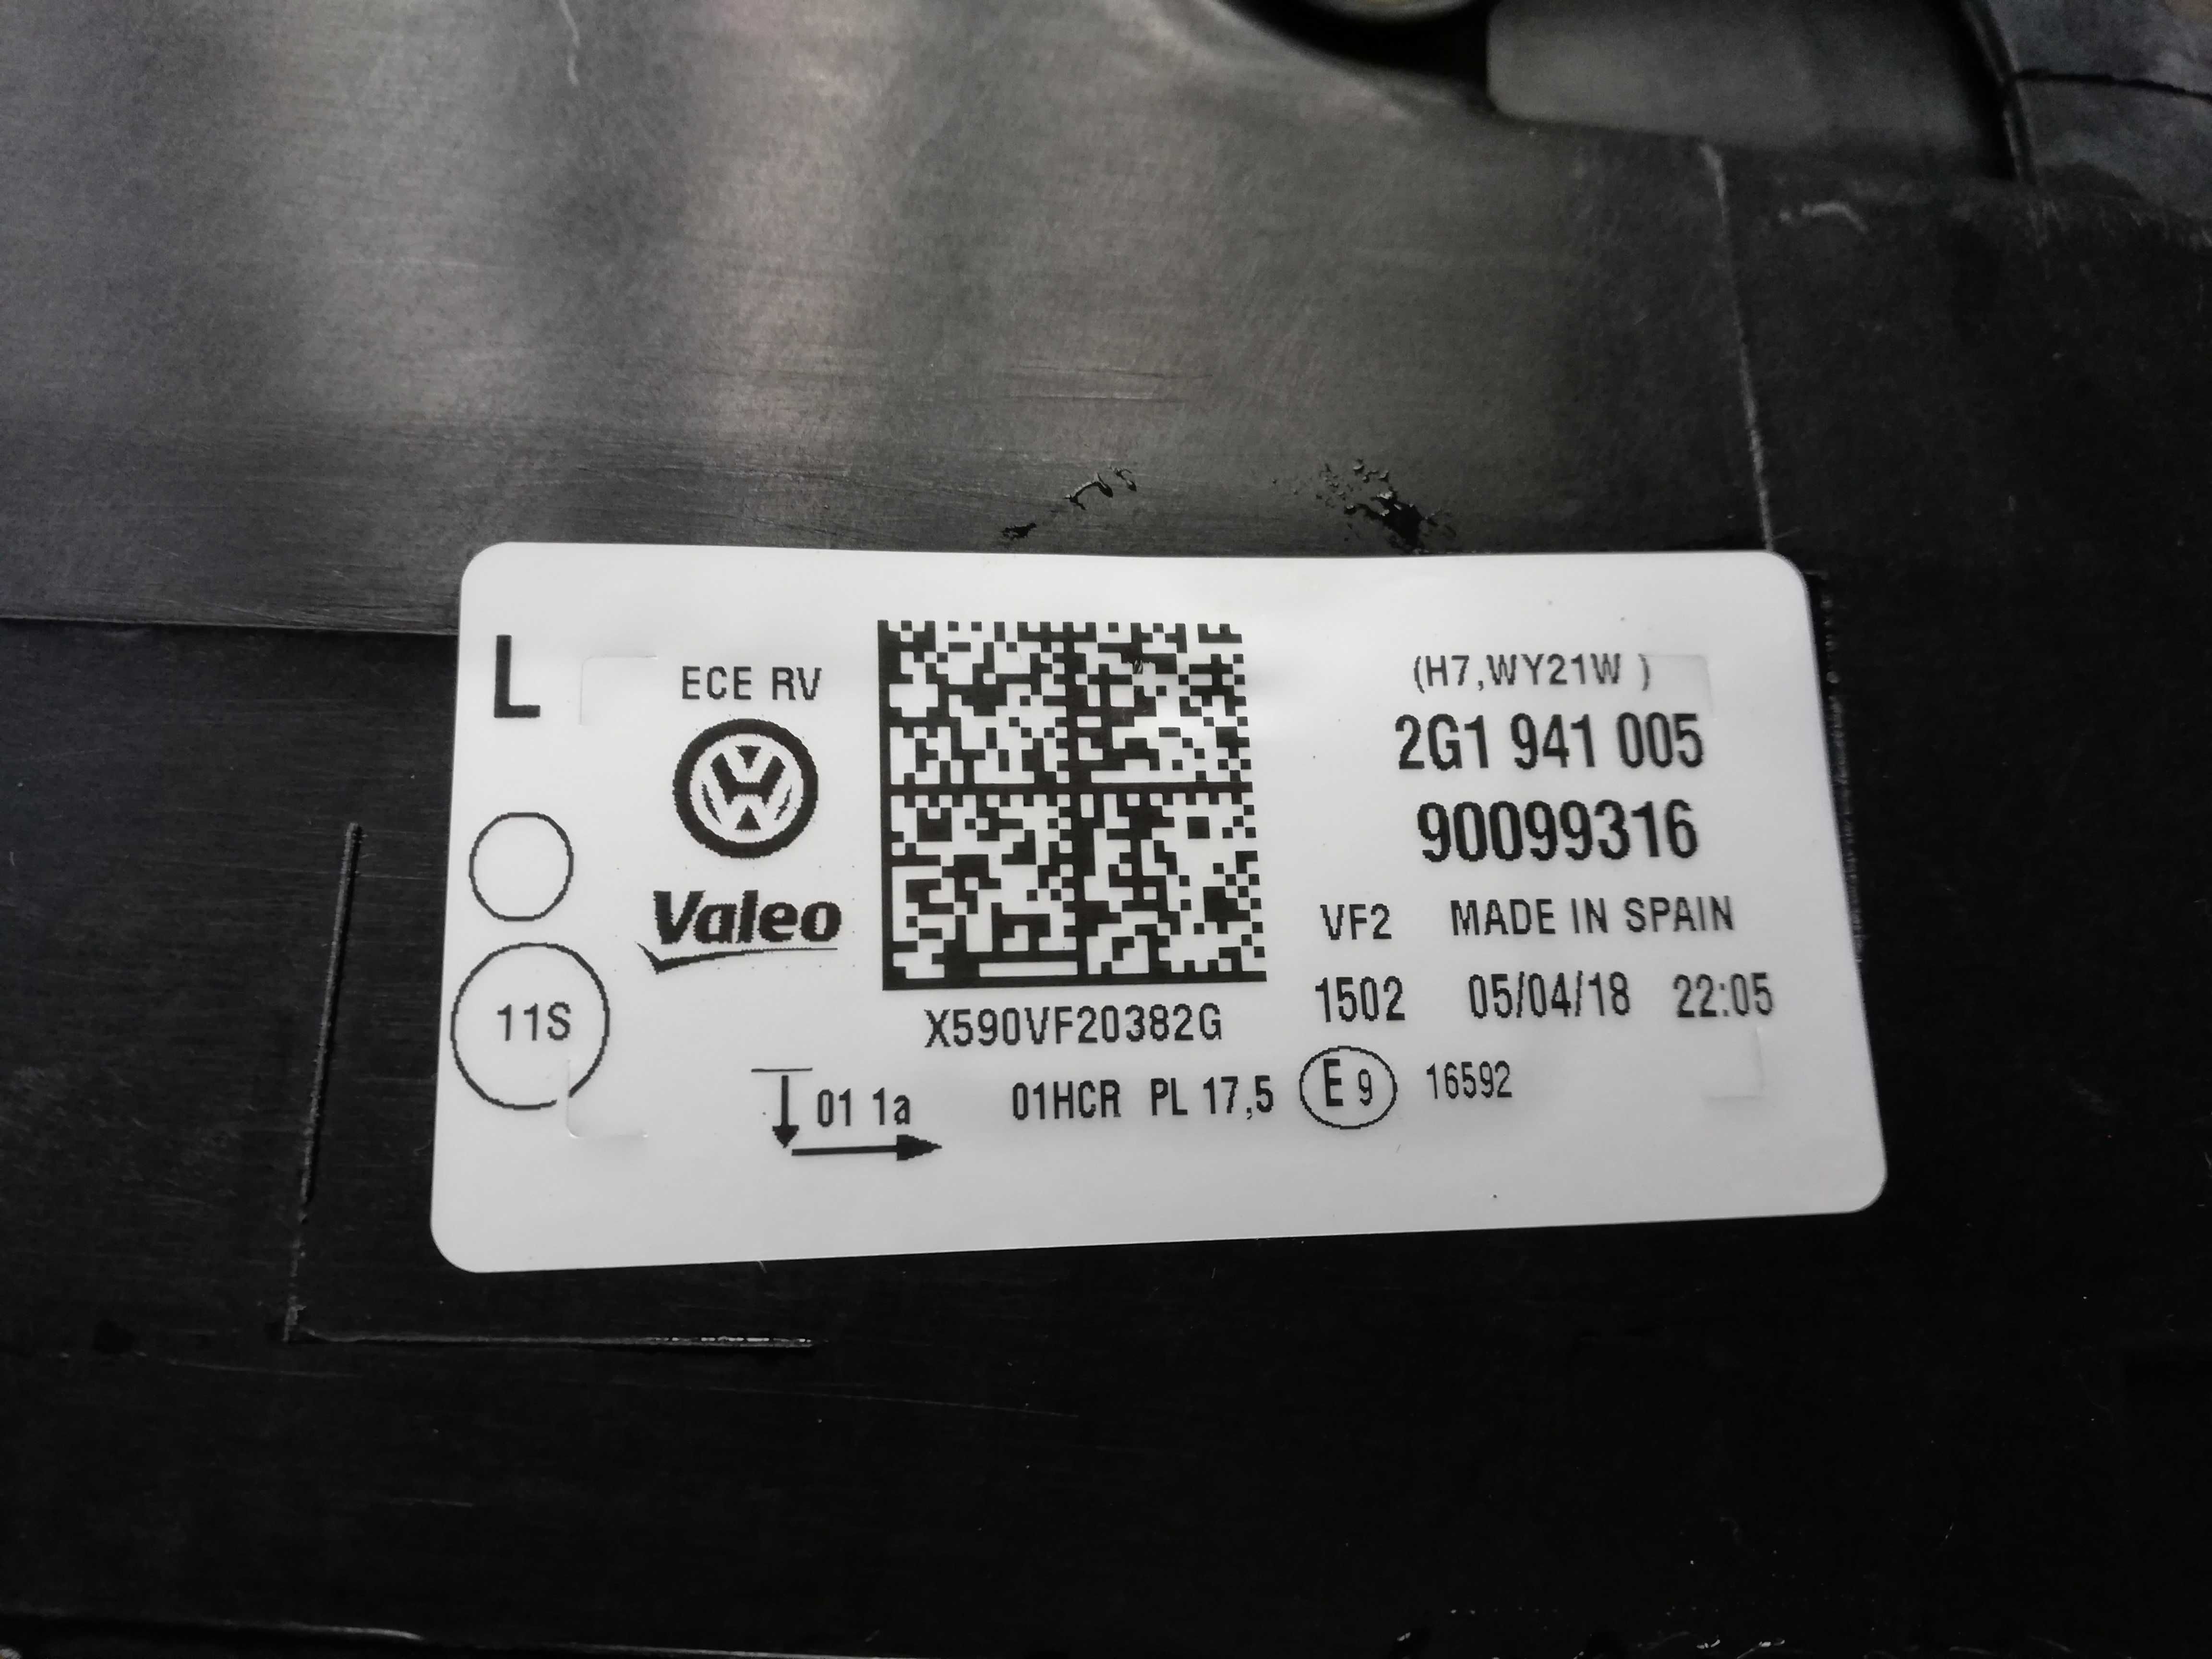 L
ECE RV
Valeo
11S
X590VF20382G
(H7,WY21W )
2G1 941 005
90099316
VF2 MADE IN SPAIN
1502 05/04/18 22:05
01 1a 01HCR PL 17,5 E 9 16592